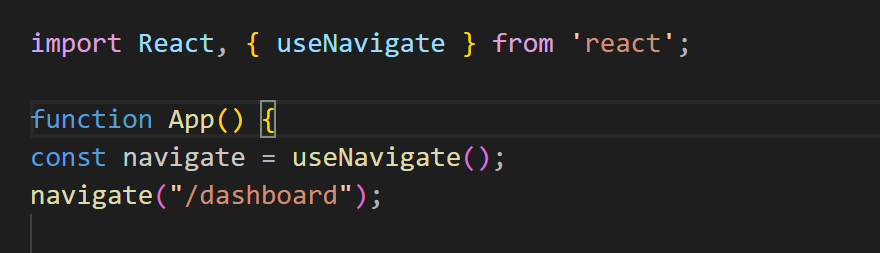 import React, { useNavigate } from 'react';
function App() {
const navigate = useNavigate();
navigate("/dashboard");